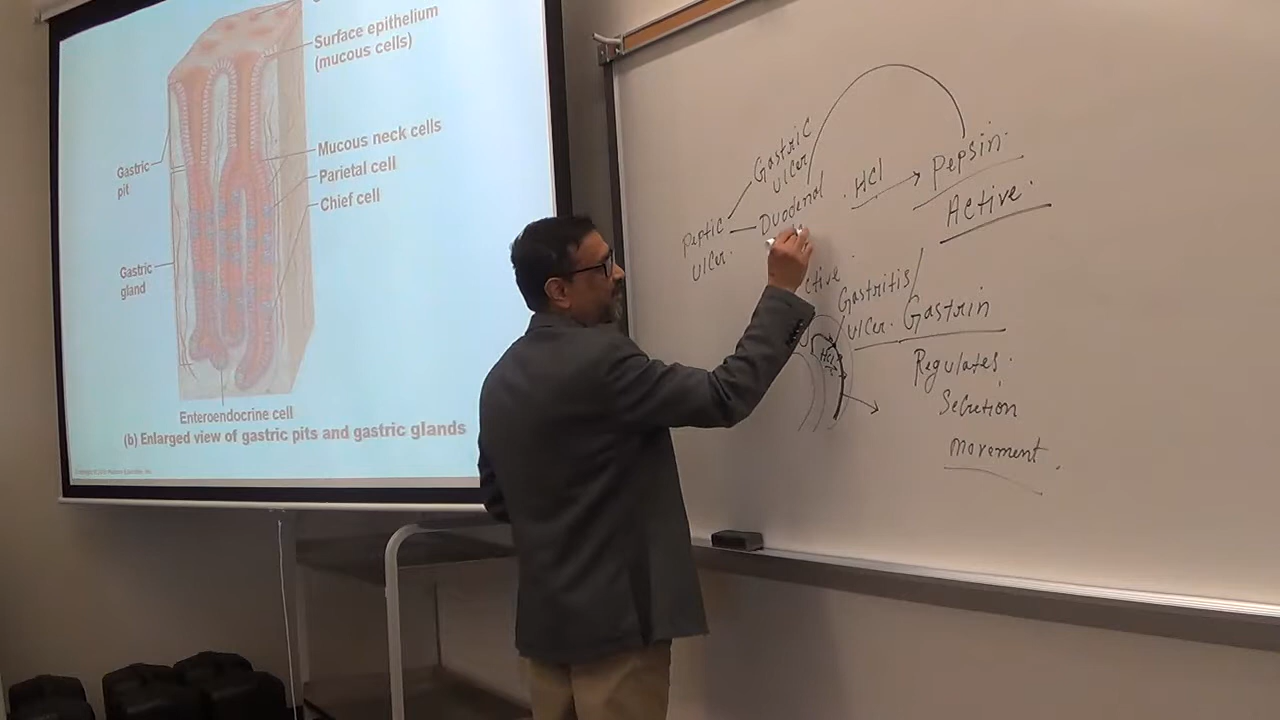 Surface epithelium
(mucous cells)
Gastric
pit
Mucous neck cells
Parietal cell
Chief cell
Gastric
gland
Enteroendocrine cell
(b) Enlarged view of gastric pits and gastric glands
Peptic
ulcer.
Gastric
ulcer
Duodenal
HCl
Pepsin.
Active.
ctive.
Gastritis
ulcer.
Gastrin
HCl
Regulates.
Secretion
movement.